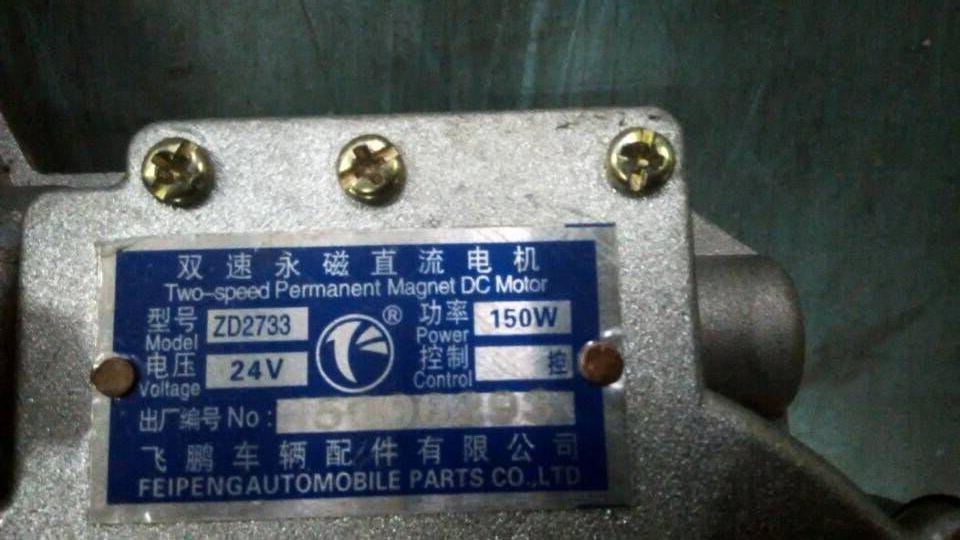 双速永磁直流电机
Two-speed Permanent Magnet DC Motor
型号 ZD2733 ® 功率 150W
Model Power
电压 24V 控制 控
Voltage Control
出厂编号 No:
飞鹏车辆配件有限公司
FEIPENG AUTOMOBILE PARTS CO.,LTD